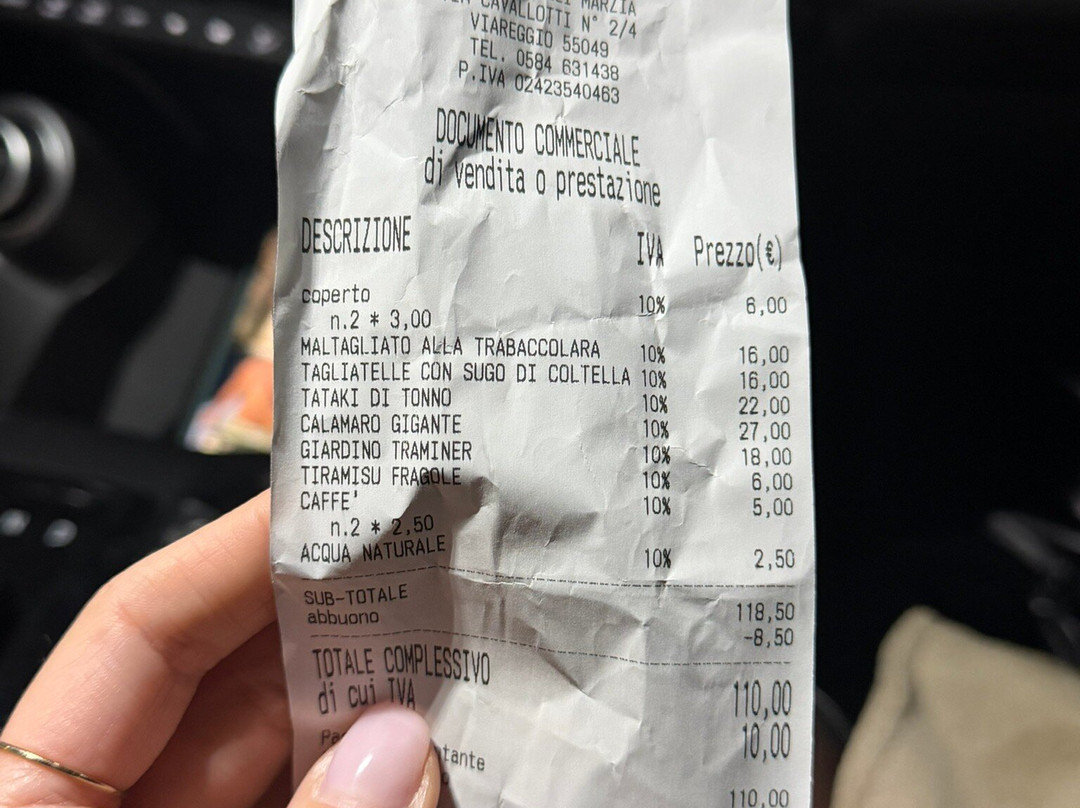 MARZIA
CAVALLOTTI N° 2/4
VIAREGGIO 55049
TEL. 0584 631438
P.IVA 02423540463
DOCUMENTO COMMERCIALE
di vendita o prestazione
DESCRIZIONE IVA Prezzo(€)
coperto 10% 6,00
n.2 * 3,00
MALTAGLIATO ALLA TRABACCOLARA 10% 16,00
TAGLIATELLE CON SUGO DI COLTELLA 10% 16,00
TATAKI DI TONNO 10% 22,00
CALAMARO GIGANTE 10% 27,00
GIARDINO TRAMINER 10% 18,00
TIRAMISU FRAGOLE 10% 6,00
CAFFE' 10% 5,00
n.2 * 2,50
ACQUA NATURALE 10% 2,50
SUB-TOTALE 118,50
abbuono -8,50
TOTALE COMPLESSIVO 110,00
di cui IVA 10,00
110,00